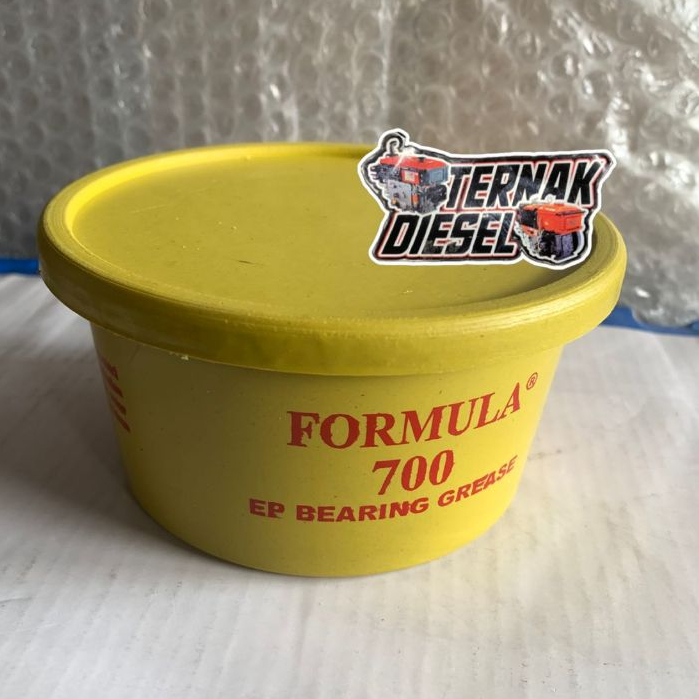 TERNAK
DIESEL
FORMULA®
700
EP BEARING GREASE